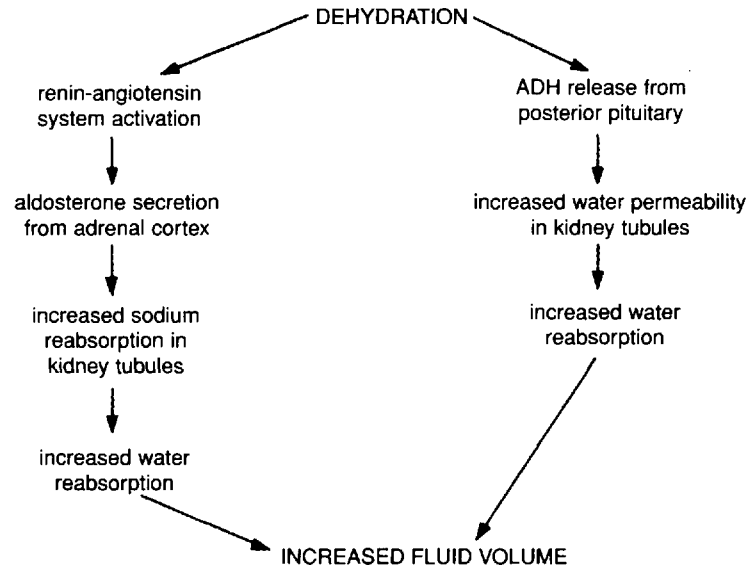 DEHYDRATION
renin-angiotensin
system activation
aldosterone secretion
from adrenal cortex
increased sodium
reabsorption in
kidney tubules
increased water
reabsorption
ADH release from
posterior pituitary
increased water permeability
in kidney tubules
increased water
reabsorption
INCREASED FLUID VOLUME